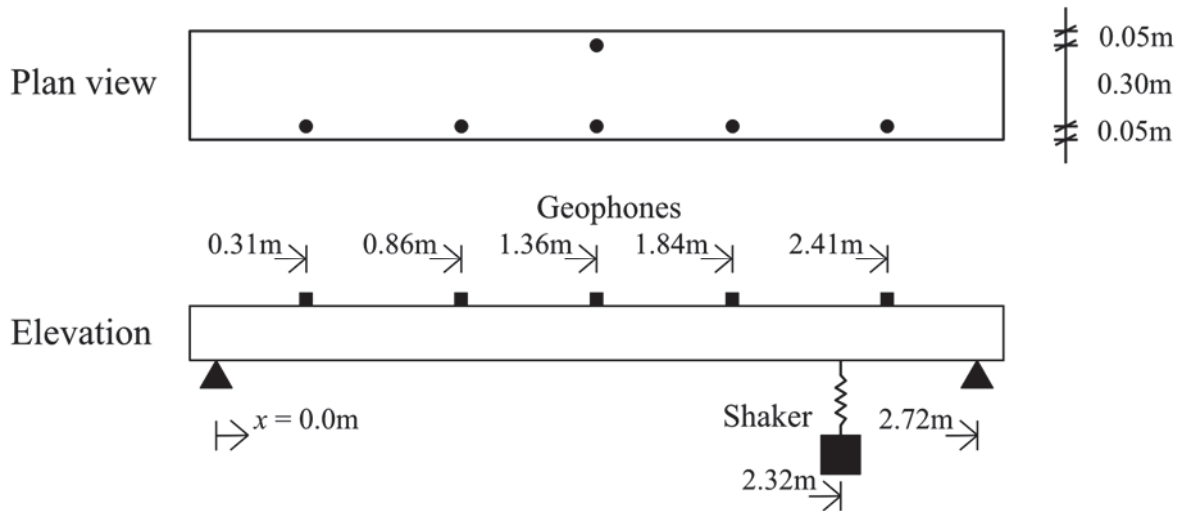 Plan view
0.05m
0.30m
0.05m
Geophones
0.31m
0.86m
1.36m
1.84m
2.41m
Elevation
x = 0.0m
Shaker
2.72m
2.32m